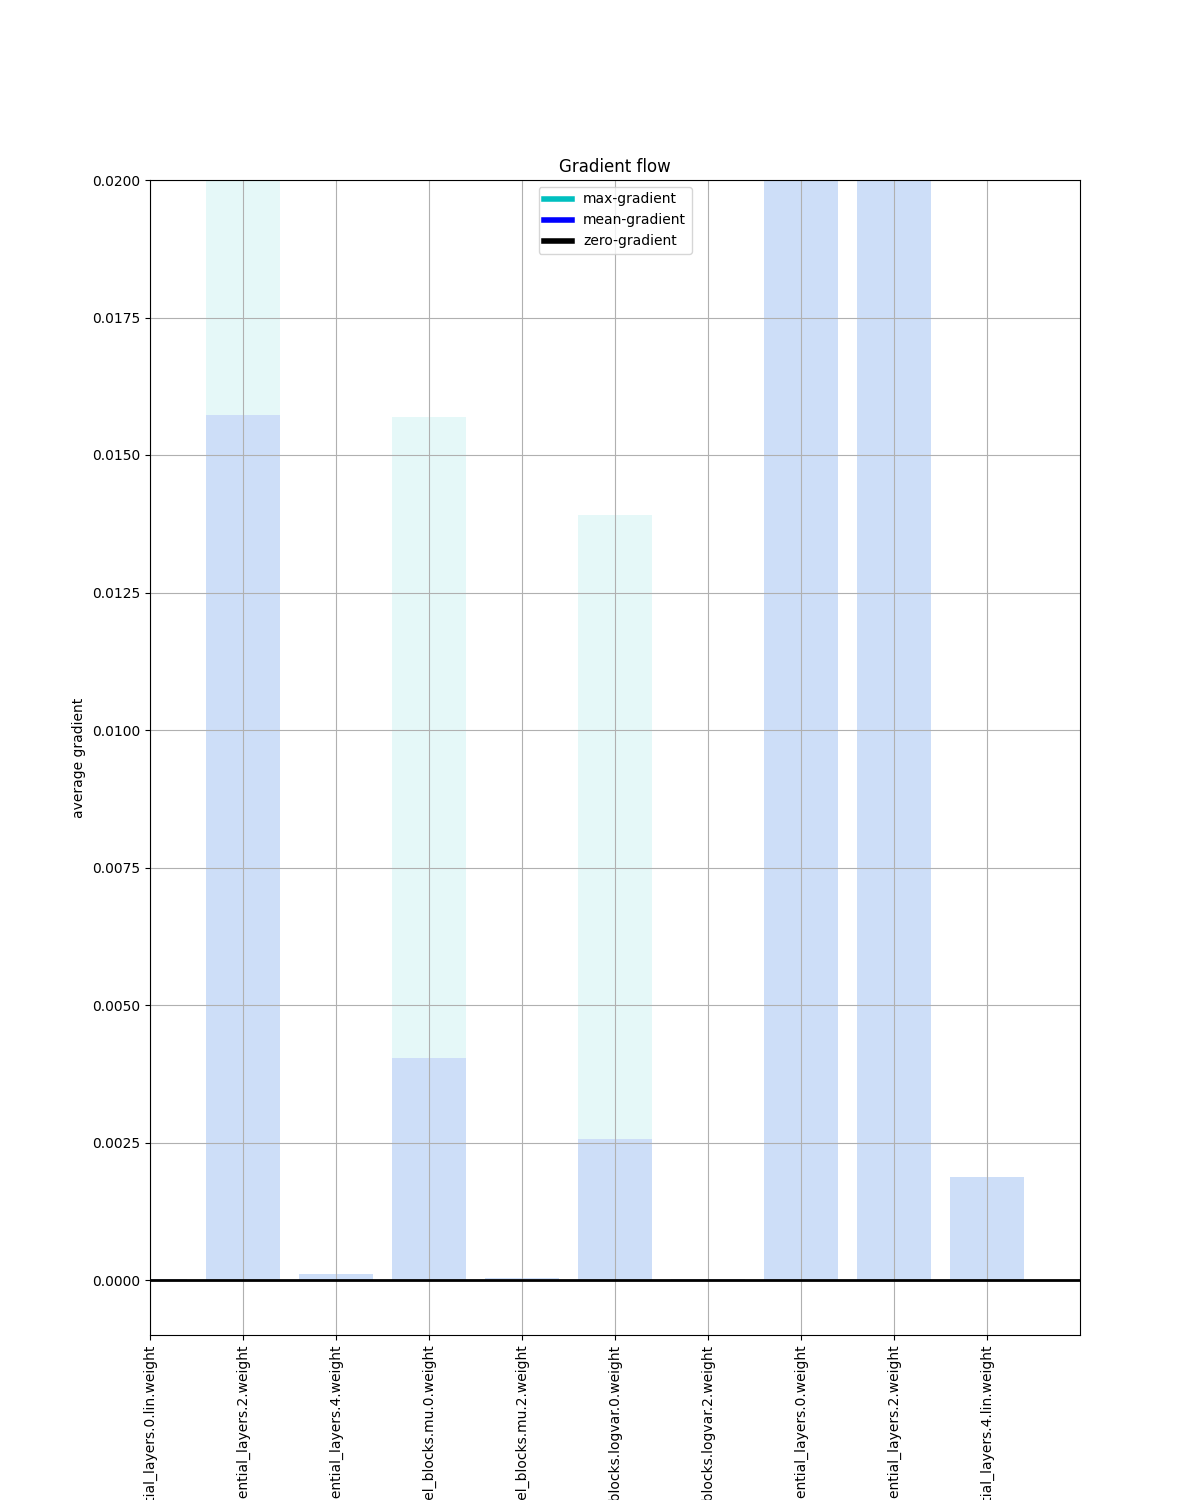 Gradient flow
max-gradient
mean-gradient
zero-gradient
0.0200
0.0175
0.0150
0.0125
0.0100
0.0075
0.0050
0.0025
0.0000
average gradient
tial_layers.0.lin.weight
ential_layers.2.weight
ential_layers.4.weight
el_blocks.mu.0.weight
el_blocks.mu.2.weight
blocks.logvar.0.weight
blocks.logvar.2.weight
ential_layers.0.weight
ential_layers.2.weight
tial_layers.4.lin.weight